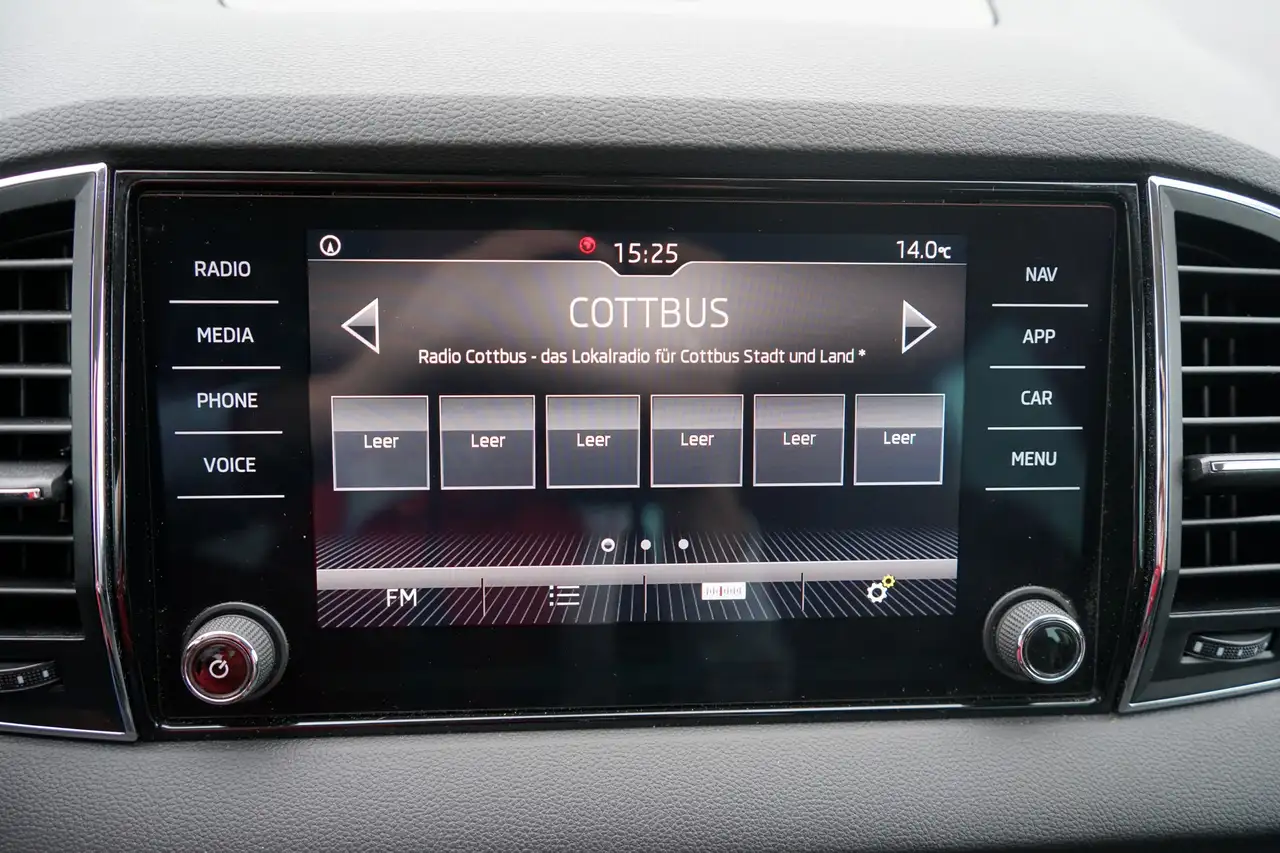 RADIO
MEDIA
PHONE
VOICE
15:25
14.0°C
COTTBUS
Radio Cottbus - das Lokalradio für Cottbus Stadt und Land *
Leer Leer Leer Leer Leer Leer
FM
NAV
APP
CAR
MENU